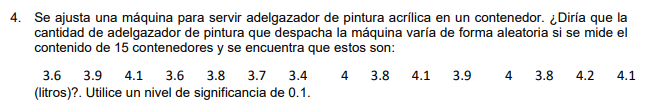 4. Se ajusta una máquina para servir adelgazador de pintura acrílica en un contenedor. ¿Diría que la
cantidad de adelgazador de pintura que despacha la máquina varía de forma aleatoria si se mide el
contenido de 15 contenedores y se encuentra que estos son:
3.6 3.9 4.1 3.6 3.8 3.7 3.4 4 3.8 4.1 3.9 4 3.8 4.2 4.1
(litros)?. Utilice un nivel de significancia de 0.1.